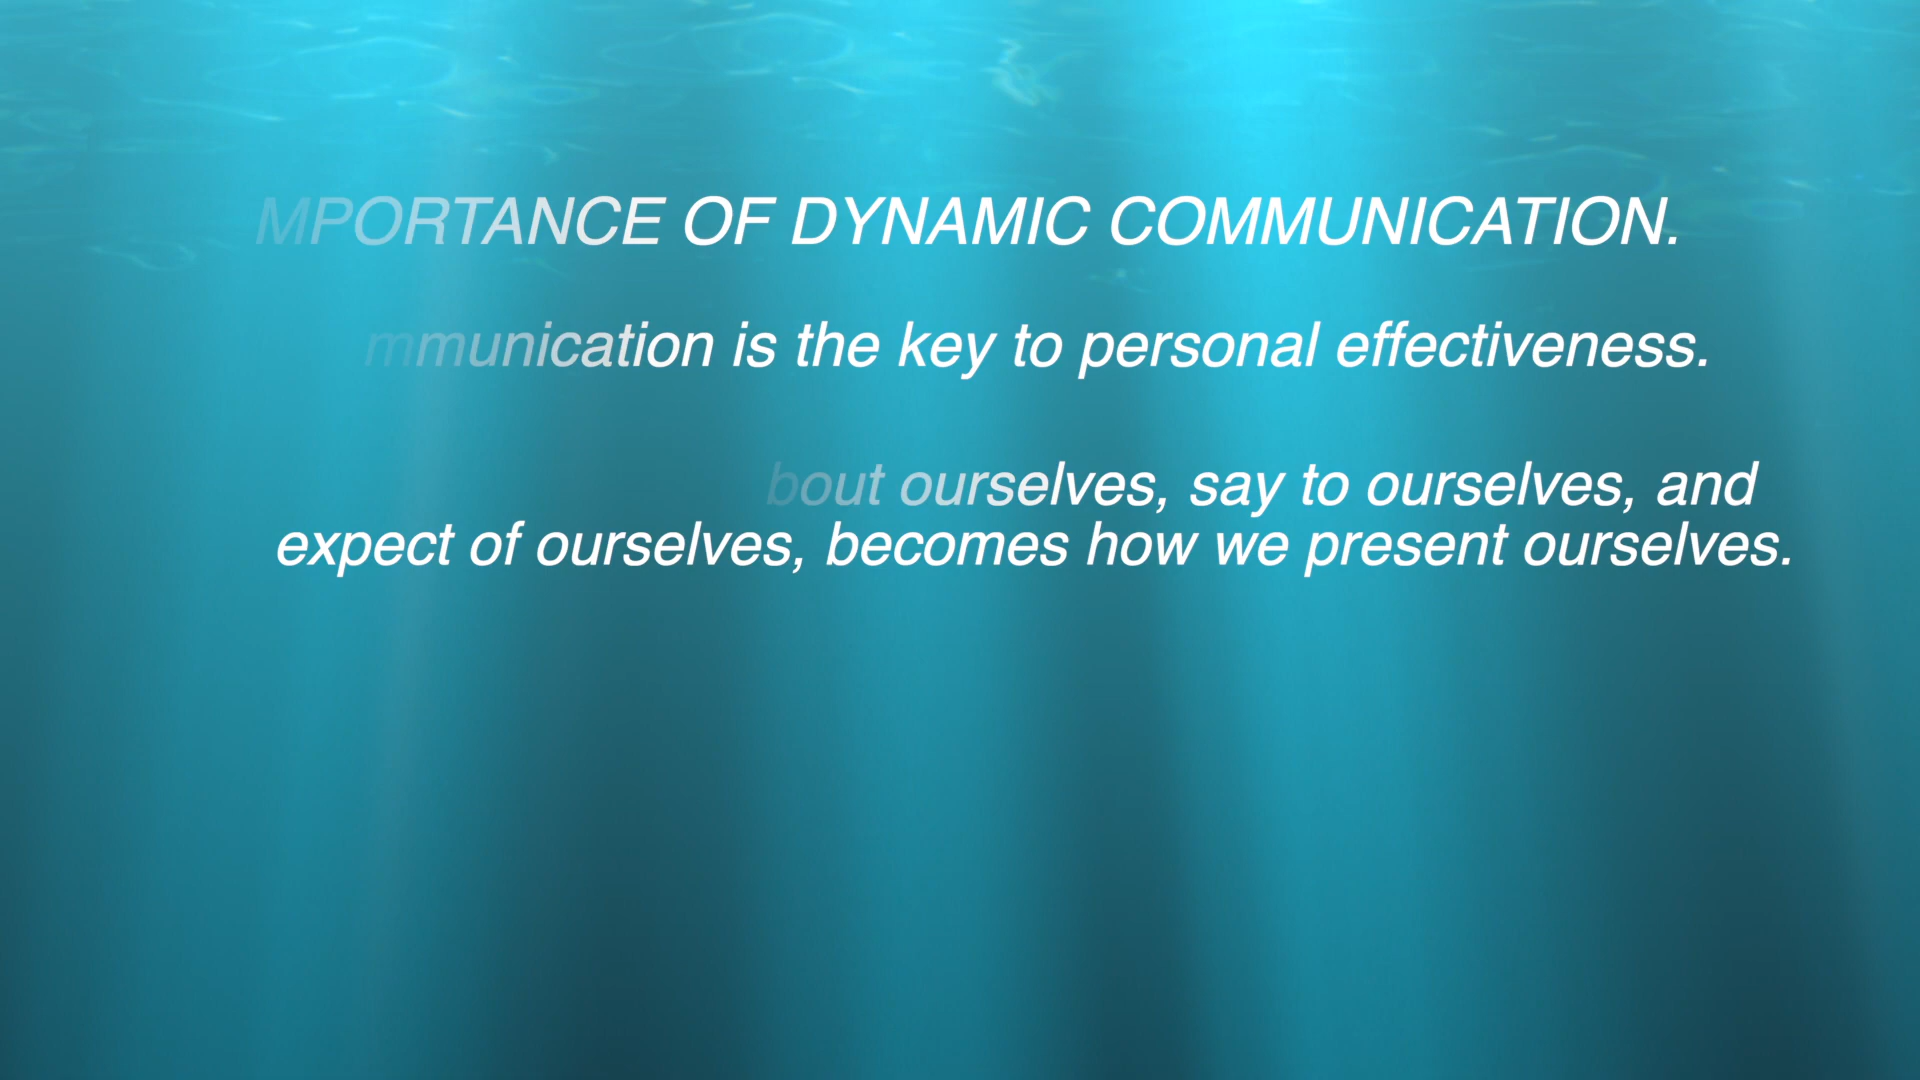 MPORTANCE OF DYNAMIC COMMUNICATION.
mmunication is the key to personal effectiveness.
bout ourselves, say to ourselves, and
expect of ourselves, becomes how we present ourselves.